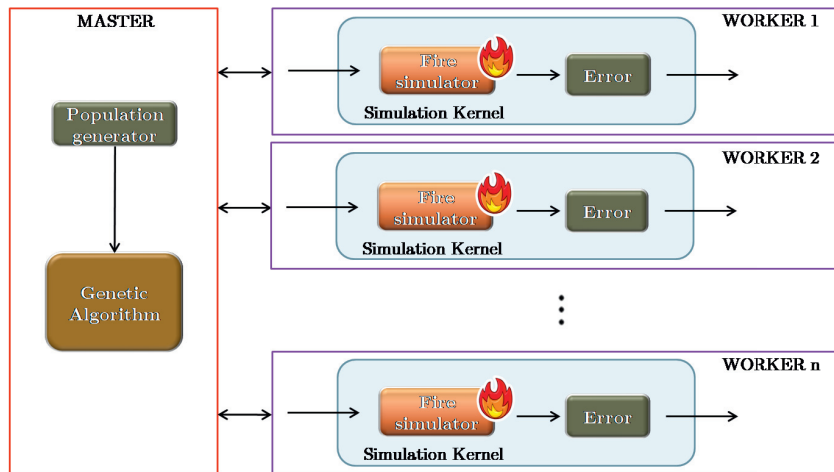 MASTER
Population
generator
Genetic
Algorithm
WORKER 1
Fire
simulator
Error
Simulation Kernel
WORKER 2
Fire
simulator
Error
Simulation Kernel
WORKER n
Fire
simulator
Error
Simulation Kernel